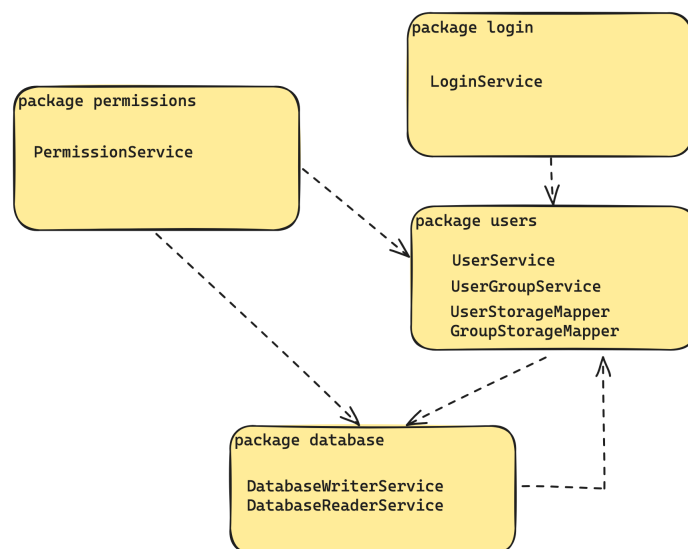 package login
LoginService
package permissions
PermissionService
package users
UserService
UserGroupService
UserStorageMapper
GroupStorageMapper
package database
DatabaseWriterService
DatabaseReaderService